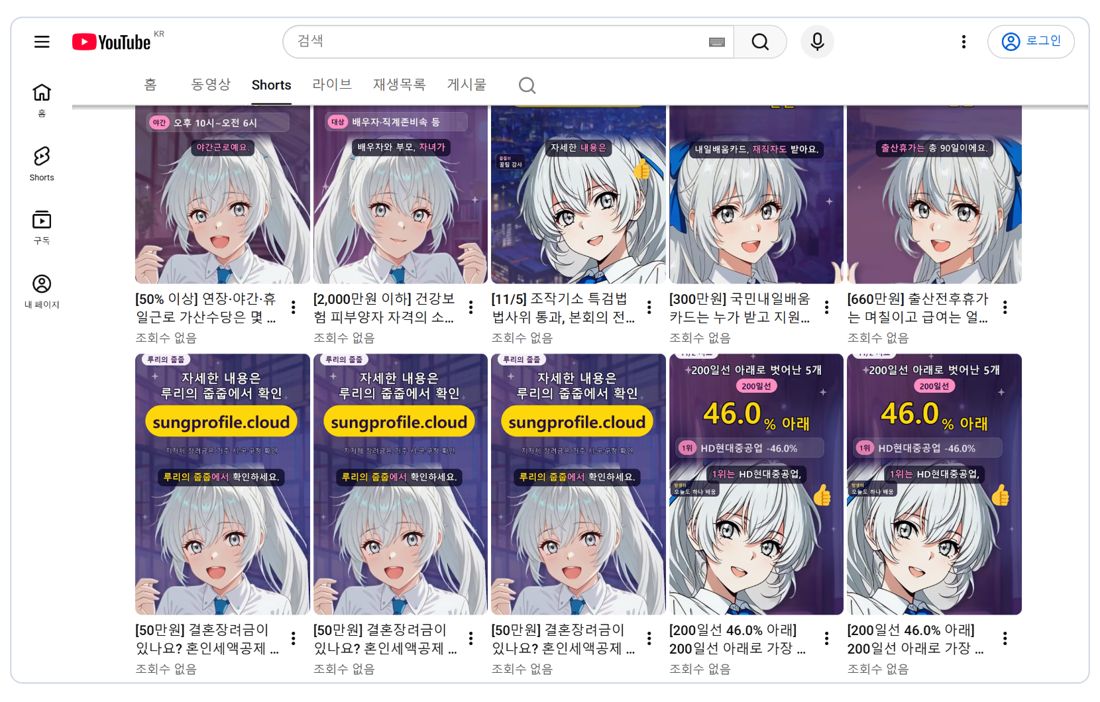 YouTube KR
검색
로그인
홈
Shorts
구독
내 페이지
홈 동영상 Shorts 라이브 재생목록 게시물
야간 오후 10시~오전 6시
야간근로예요.
대상 배우자·직계존비속 등
배우자와 부모, 자녀가
자세한 내용은
꿀팁 감사
내일배움카드, 재직자도 받아요.
출산휴가는 총 90일이에요.
[50% 이상] 연장·야간·휴
일근로 가산수당은 몇 ...
조회수 없음
[2,000만원 이하] 건강보
험 피부양자 자격의 소...
조회수 없음
[11/5] 조작기소 특검법
법사위 통과, 본회의 전...
조회수 없음
[300만원] 국민내일배움
카드는 누가 받고 지원...
조회수 없음
[660만원] 출산전후휴가
는 며칠이고 급여는 얼...
조회수 없음
루리의 줍줍
자세한 내용은
루리의 줍줍에서 확인
sungprofile.cloud
루리의 줍줍에서 확인하세요.
루리의 줍줍
자세한 내용은
루리의 줍줍에서 확인
sungprofile.cloud
루리의 줍줍에서 확인하세요.
루리의 줍줍
자세한 내용은
루리의 줍줍에서 확인
sungprofile.cloud
루리의 줍줍에서 확인하세요.
200일선 아래로 벗어난 5개
200일선
46.0% 아래
1위 HD현대중공업 -46.0%
1위는 HD현대중공업,
오늘도 하나 배움
200일선 아래로 벗어난 5개
200일선
46.0% 아래
1위 HD현대중공업 -46.0%
1위는 HD현대중공업,
오늘도 하나 배움
[50만원] 결혼장려금이
있나요? 혼인세액공제 ...
조회수 없음
[50만원] 결혼장려금이
있나요? 혼인세액공제 ...
조회수 없음
[50만원] 결혼장려금이
있나요? 혼인세액공제 ...
조회수 없음
[200일선 46.0% 아래]
200일선 아래로 가장 ...
조회수 없음
[200일선 46.0% 아래]
200일선 아래로 가장 ...
조회수 없음